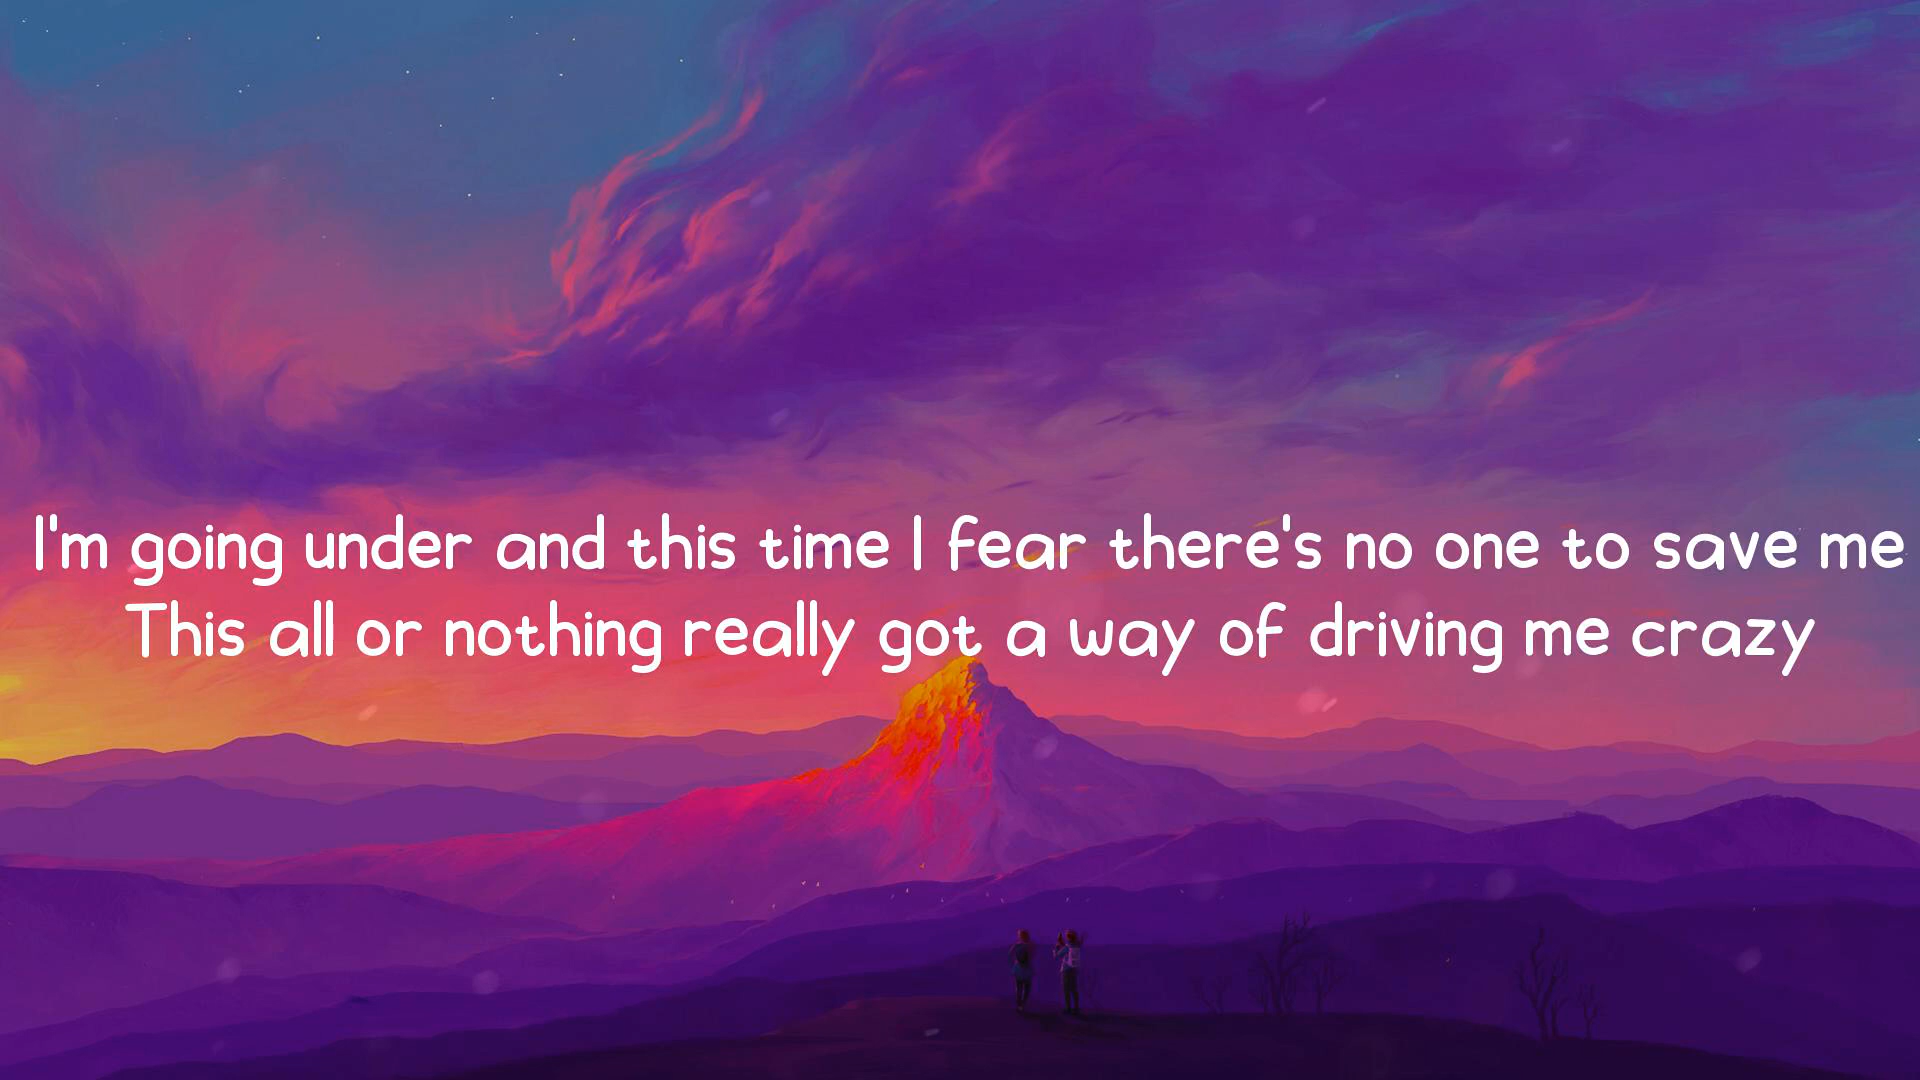 I'm going under and this time I fear there's no one to save me
This all or nothing really got a way of driving me crazy